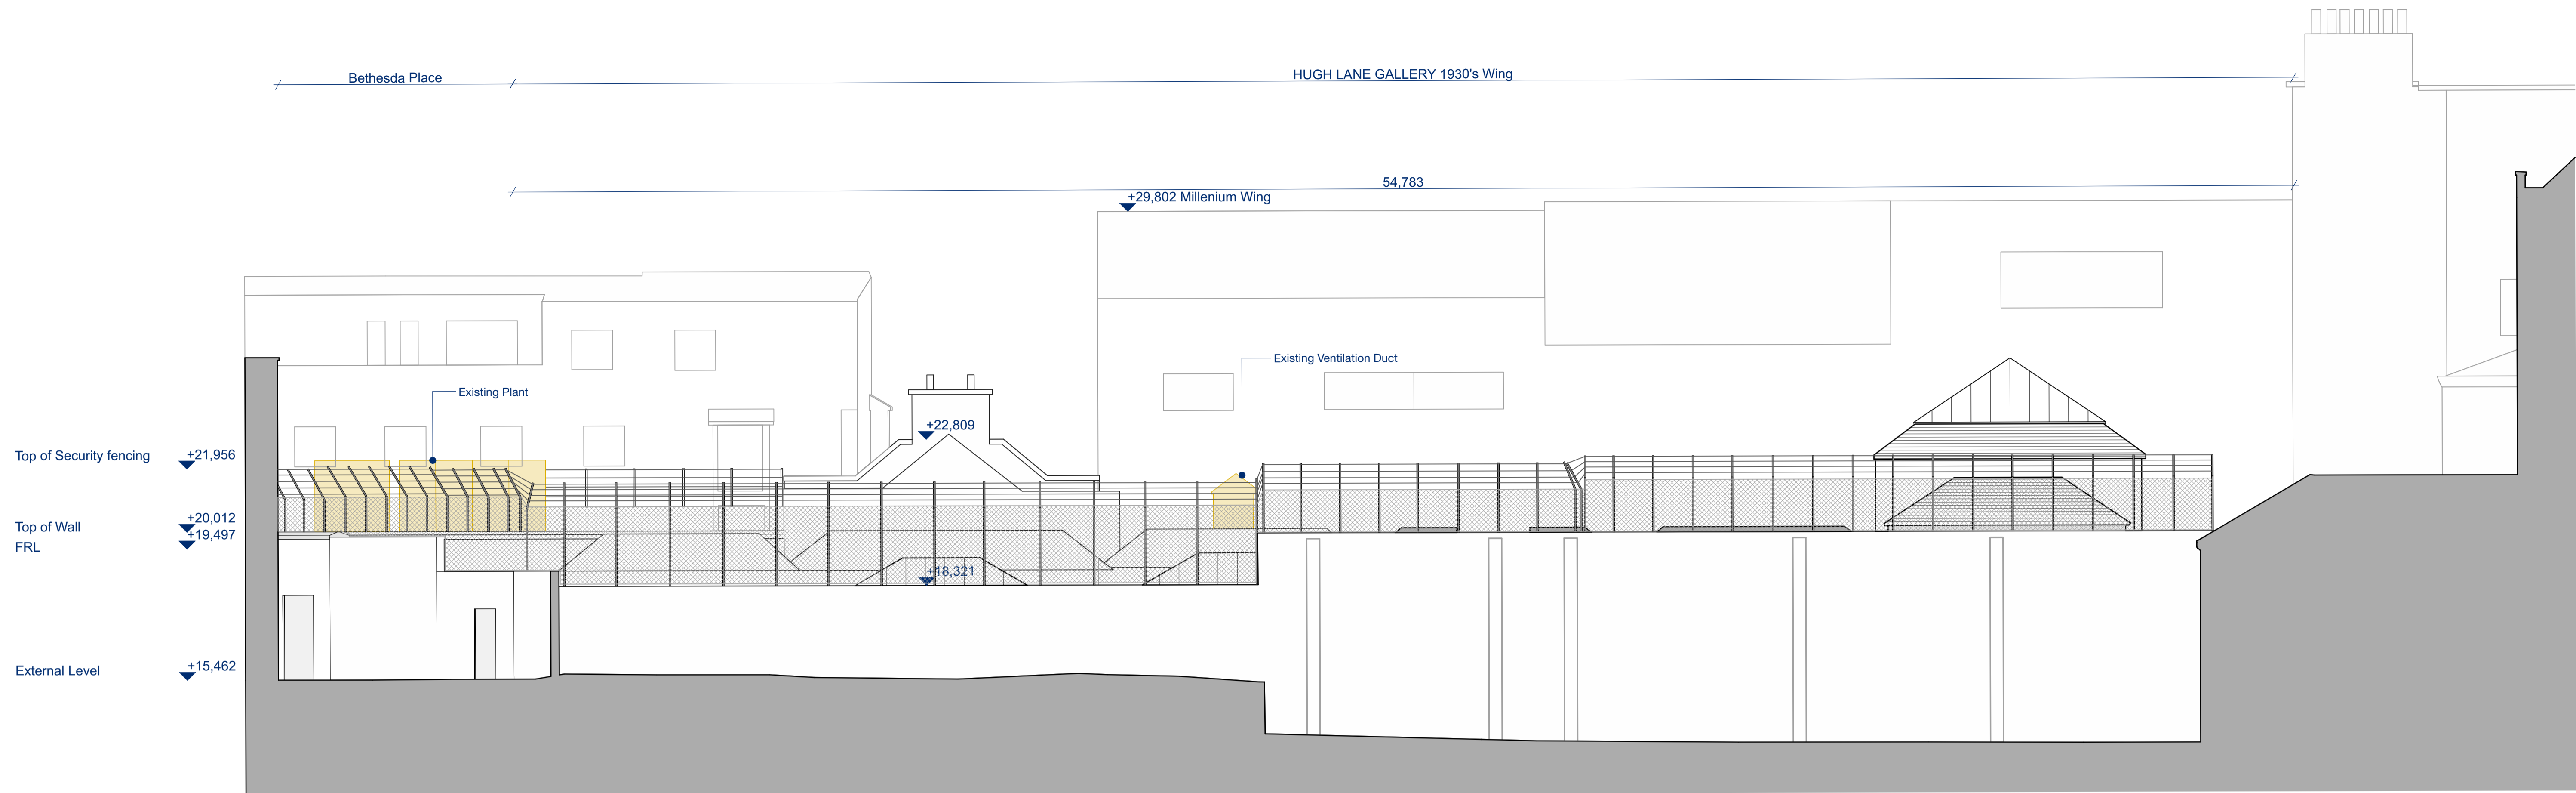 Bethesda Place
HUGH LANE GALLERY 1930's Wing
54,783
+29,802 Millenium Wing
Existing Ventilation Duct
Existing Plant
+22,809
Top of Security fencing +21,956
+20,012
Top of Wall
+19,497
FRL
+18,321
External Level +15,462